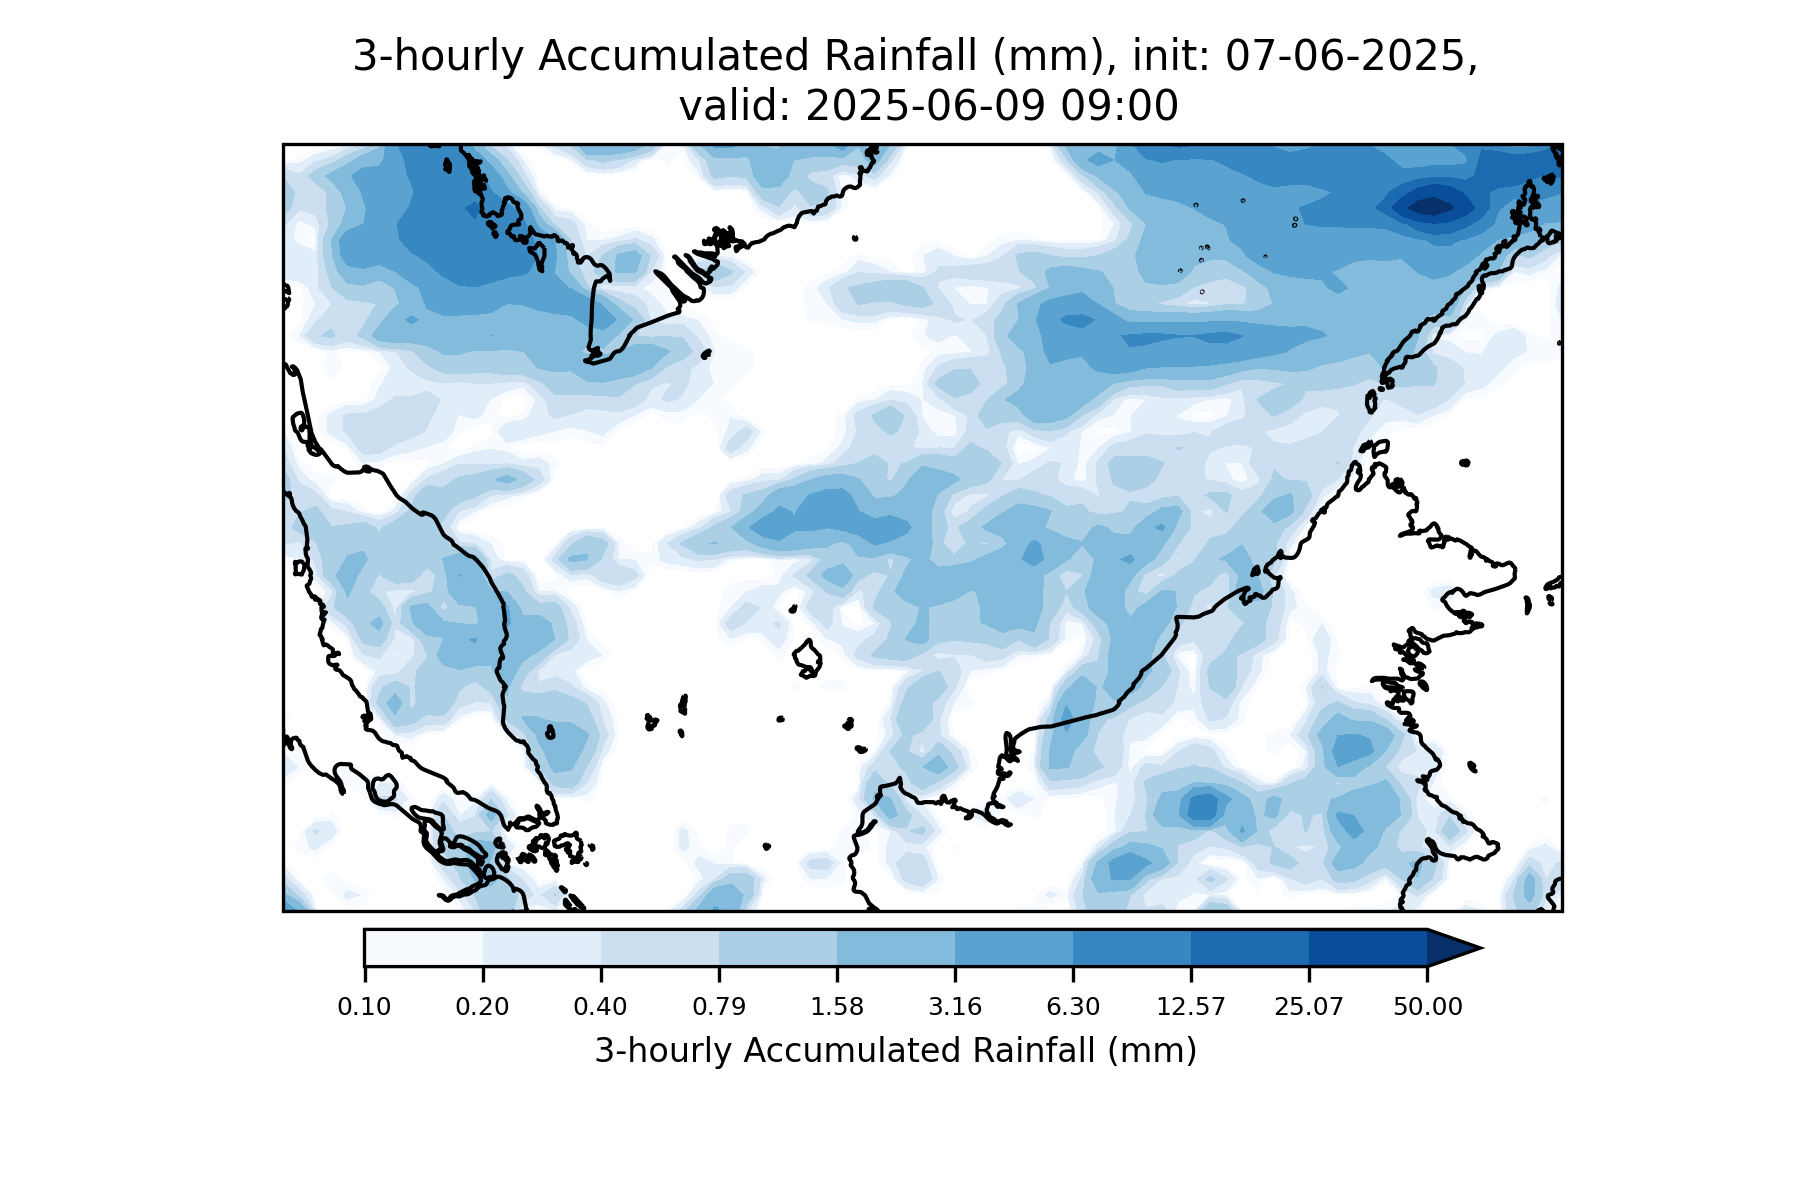 3-hourly Accumulated Rainfall (mm), init: 07-06-2025,
valid: 2025-06-09 09:00
0.10 0.20 0.40 0.79 1.58 3.16 6.30 12.57 25.07 50.00
3-hourly Accumulated Rainfall (mm)